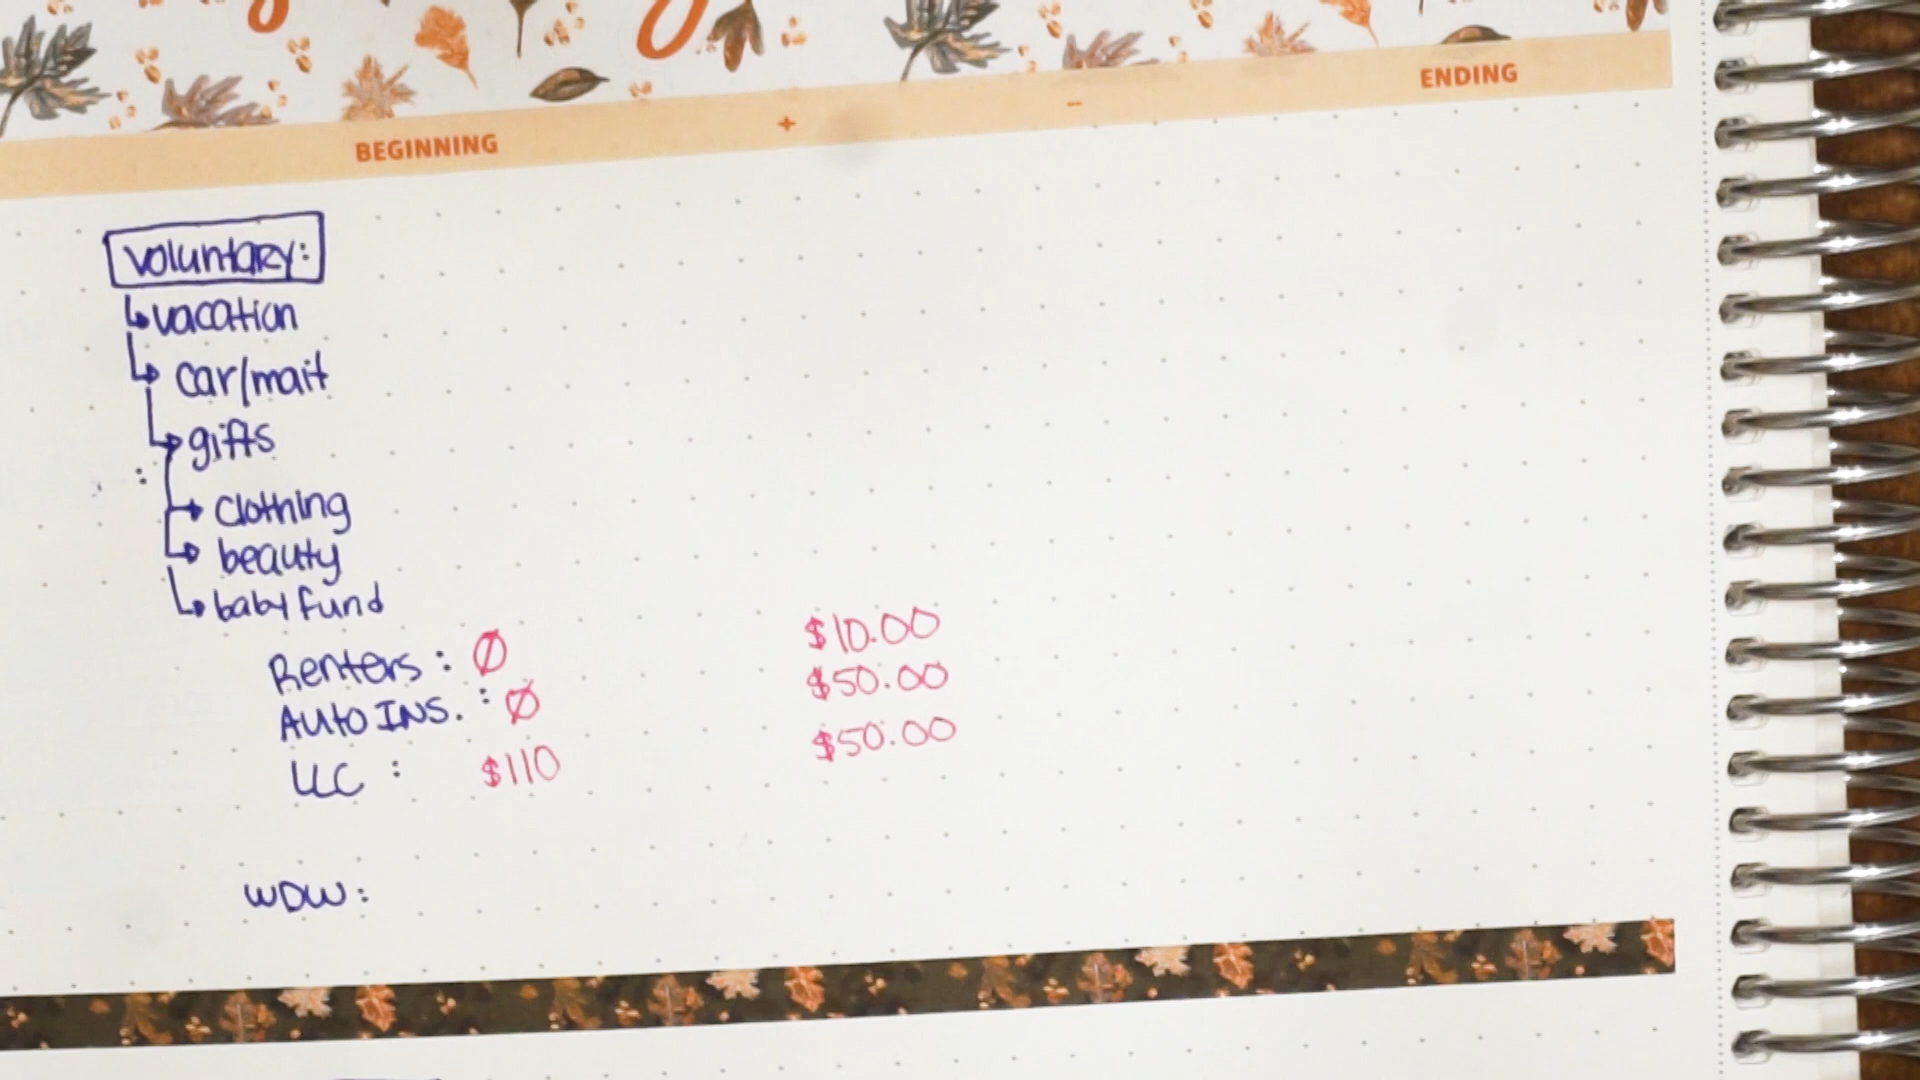 BEGINNING + - ENDING
voluntary:
vacation
car/mait
gifts
:
clothing
beauty
baby fund
Renters: Ø $10.00
Auto INS.: Ø $50.00
LLC: $110 $50.00
WDW: